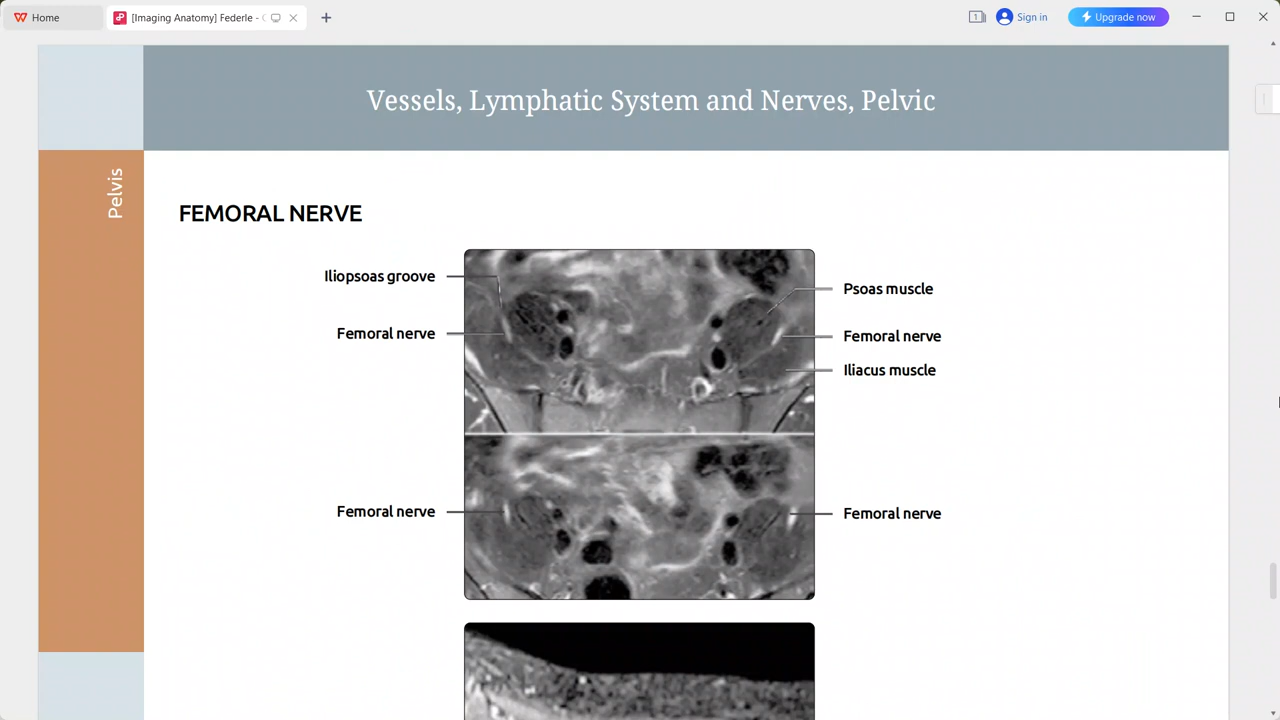 Home
[Imaging Anatomy] Federle -
1
Sign in
Upgrade now
Vessels, Lymphatic System and Nerves, Pelvic
Pelvis
FEMORAL NERVE
Iliopsoas groove
Psoas muscle
Femoral nerve
Femoral nerve
Iliacus muscle
Femoral nerve
Femoral nerve